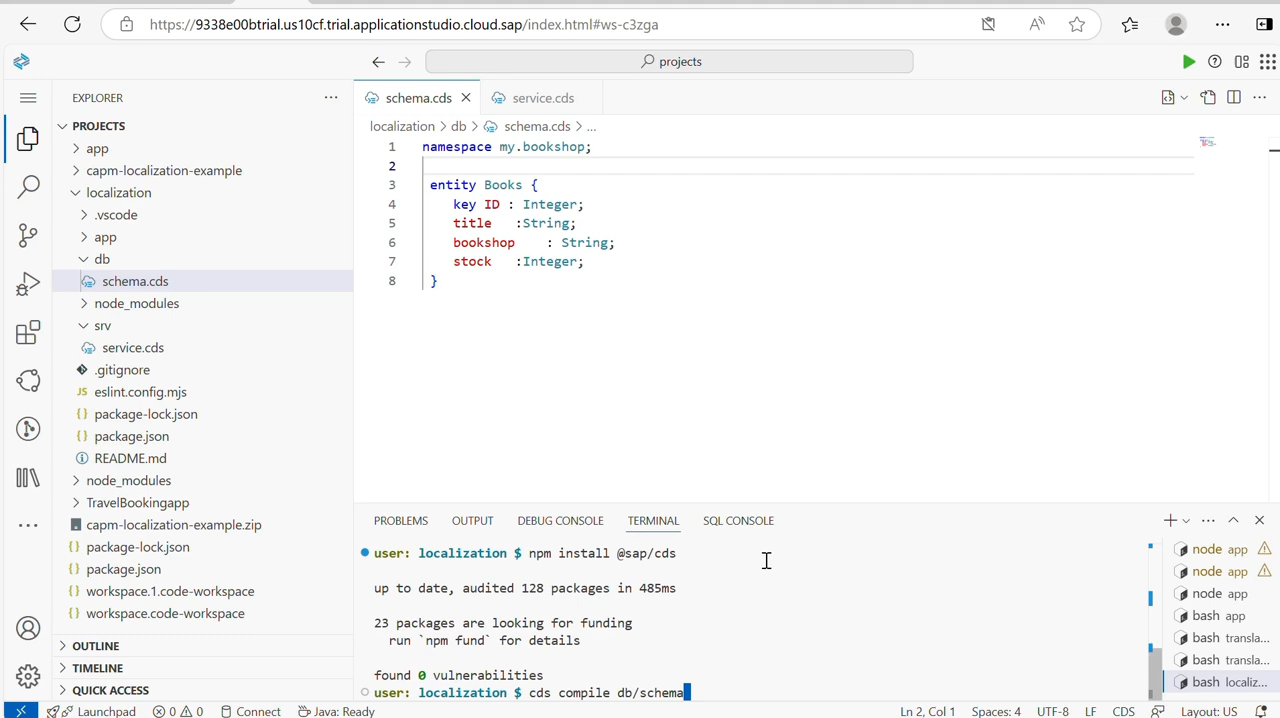 https://9338e00btrial.us10cf.trial.applicationstudio.cloud.sap/index.html#ws-c3zga
projects
EXPLORER
PROJECTS
app
capm-localization-example
localization
.vscode
app
db
schema.cds
node_modules
srv
service.cds
.gitignore
JS eslint.config.mjs
{} package-lock.json
{} package.json
README.md
node_modules
TravelBookingapp
capm-localization-example.zip
{} package-lock.json
{} package.json
{} workspace.1.code-workspace
{} workspace.code-workspace
OUTLINE
TIMELINE
QUICK ACCESS
schema.cds
service.cds
localization > db > schema.cds > ...
1 namespace my.bookshop;
2
3 entity Books {
4 key ID : Integer;
5 title :String;
6 bookshop : String;
7 stock :Integer;
8 }
PROBLEMS OUTPUT DEBUG CONSOLE TERMINAL SQL CONSOLE
user: localization $ npm install @sap/cds
up to date, audited 128 packages in 485ms
23 packages are looking for funding
run `npm fund` for details
found 0 vulnerabilities
user: localization $ cds compile db/schema
node app
node app
node app
bash app
bash transla...
bash transla...
bash localiz...
Launchpad 0 0 Connect Java: Ready Ln 2, Col 1 Spaces: 4 UTF-8 LF CDS Layout: US